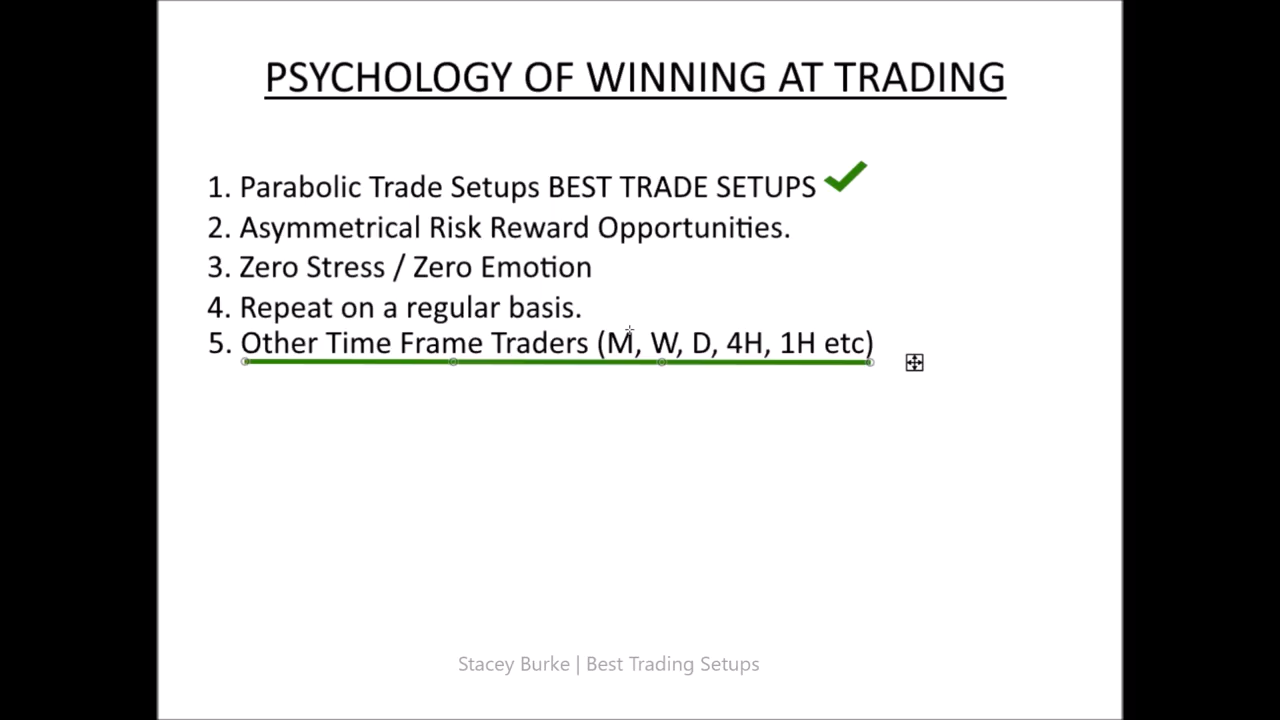 PSYCHOLOGY OF WINNING AT TRADING
1. Parabolic Trade Setups BEST TRADE SETUPS
2. Asymmetrical Risk Reward Opportunities.
3. Zero Stress / Zero Emotion
4. Repeat on a regular basis.
5. Other Time Frame Traders (M, W, D, 4H, 1H etc)
Stacey Burke | Best Trading Setups